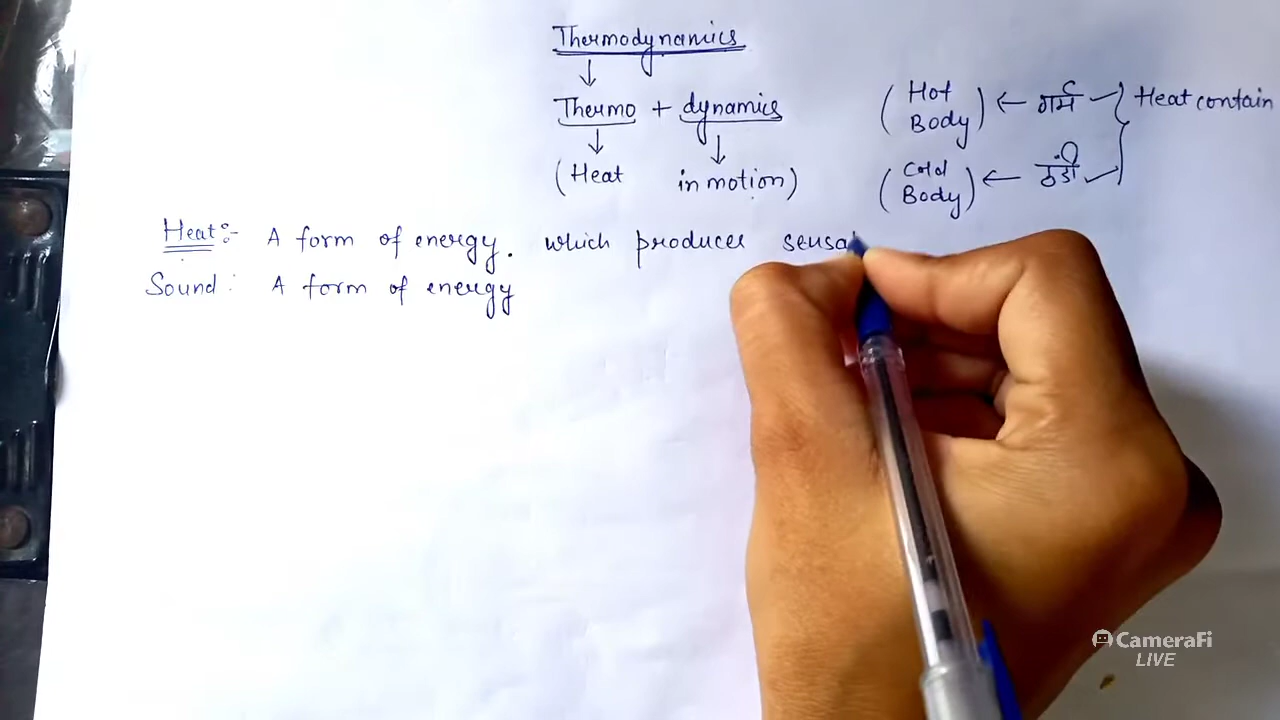 Thermodynamics
↓
Thermo + dynamics
↓ ↓
(Heat in motion)
(Hot Body) ← गर्म
(Cold Body) ← ठंडी
} Heat contain
Heat:- A form of energy. which produces sensa
Sound: A form of energy
CameraFi
LIVE